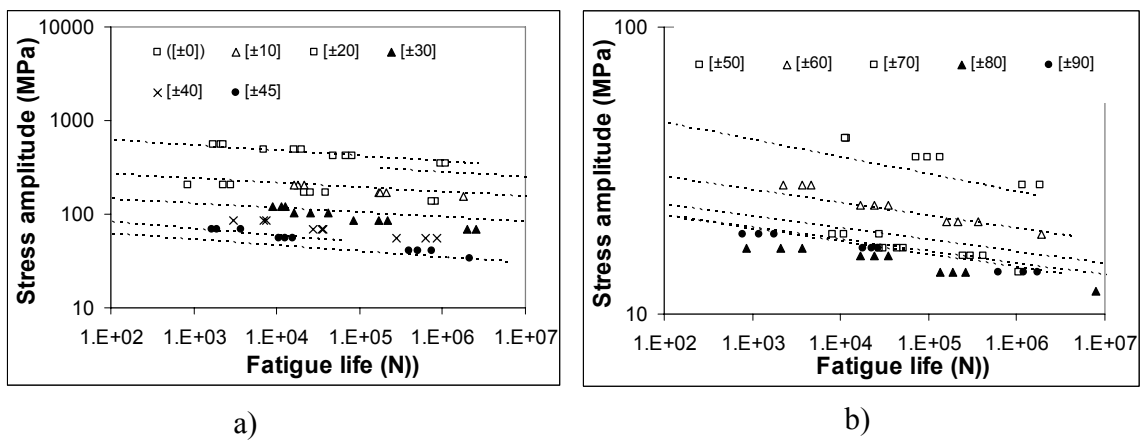 10000
1000
100
10
Stress amplitude (MPa)
([±0]) [±10] [±20] [±30]
[±40] [±45]
1.E+02 1.E+03 1.E+04 1.E+05 1.E+06 1.E+07
Fatigue life (N))
a)
100
10
Stress amplitude (MPa)
[±50] [±60] [±70] [±80] [±90]
1.E+02 1.E+03 1.E+04 1.E+05 1.E+06 1.E+07
Fatigue life (N))
b)